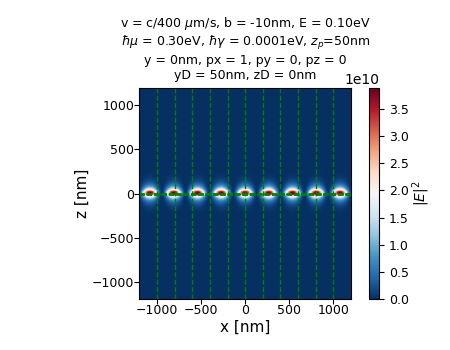 v = c/400 μm/s, b = -10nm, E = 0.10eV
ℏμ = 0.30eV, ℏγ = 0.0001eV, z_p=50nm
y = 0nm, px = 1, py = 0, pz = 0
yD = 50nm, zD = 0nm
1e10
1000
500
0
−500
−1000
z [nm]
−1000 −500 0 500 1000
x [nm]
3.5
3.0
2.5
2.0
1.5
1.0
0.5
0.0
|E|²